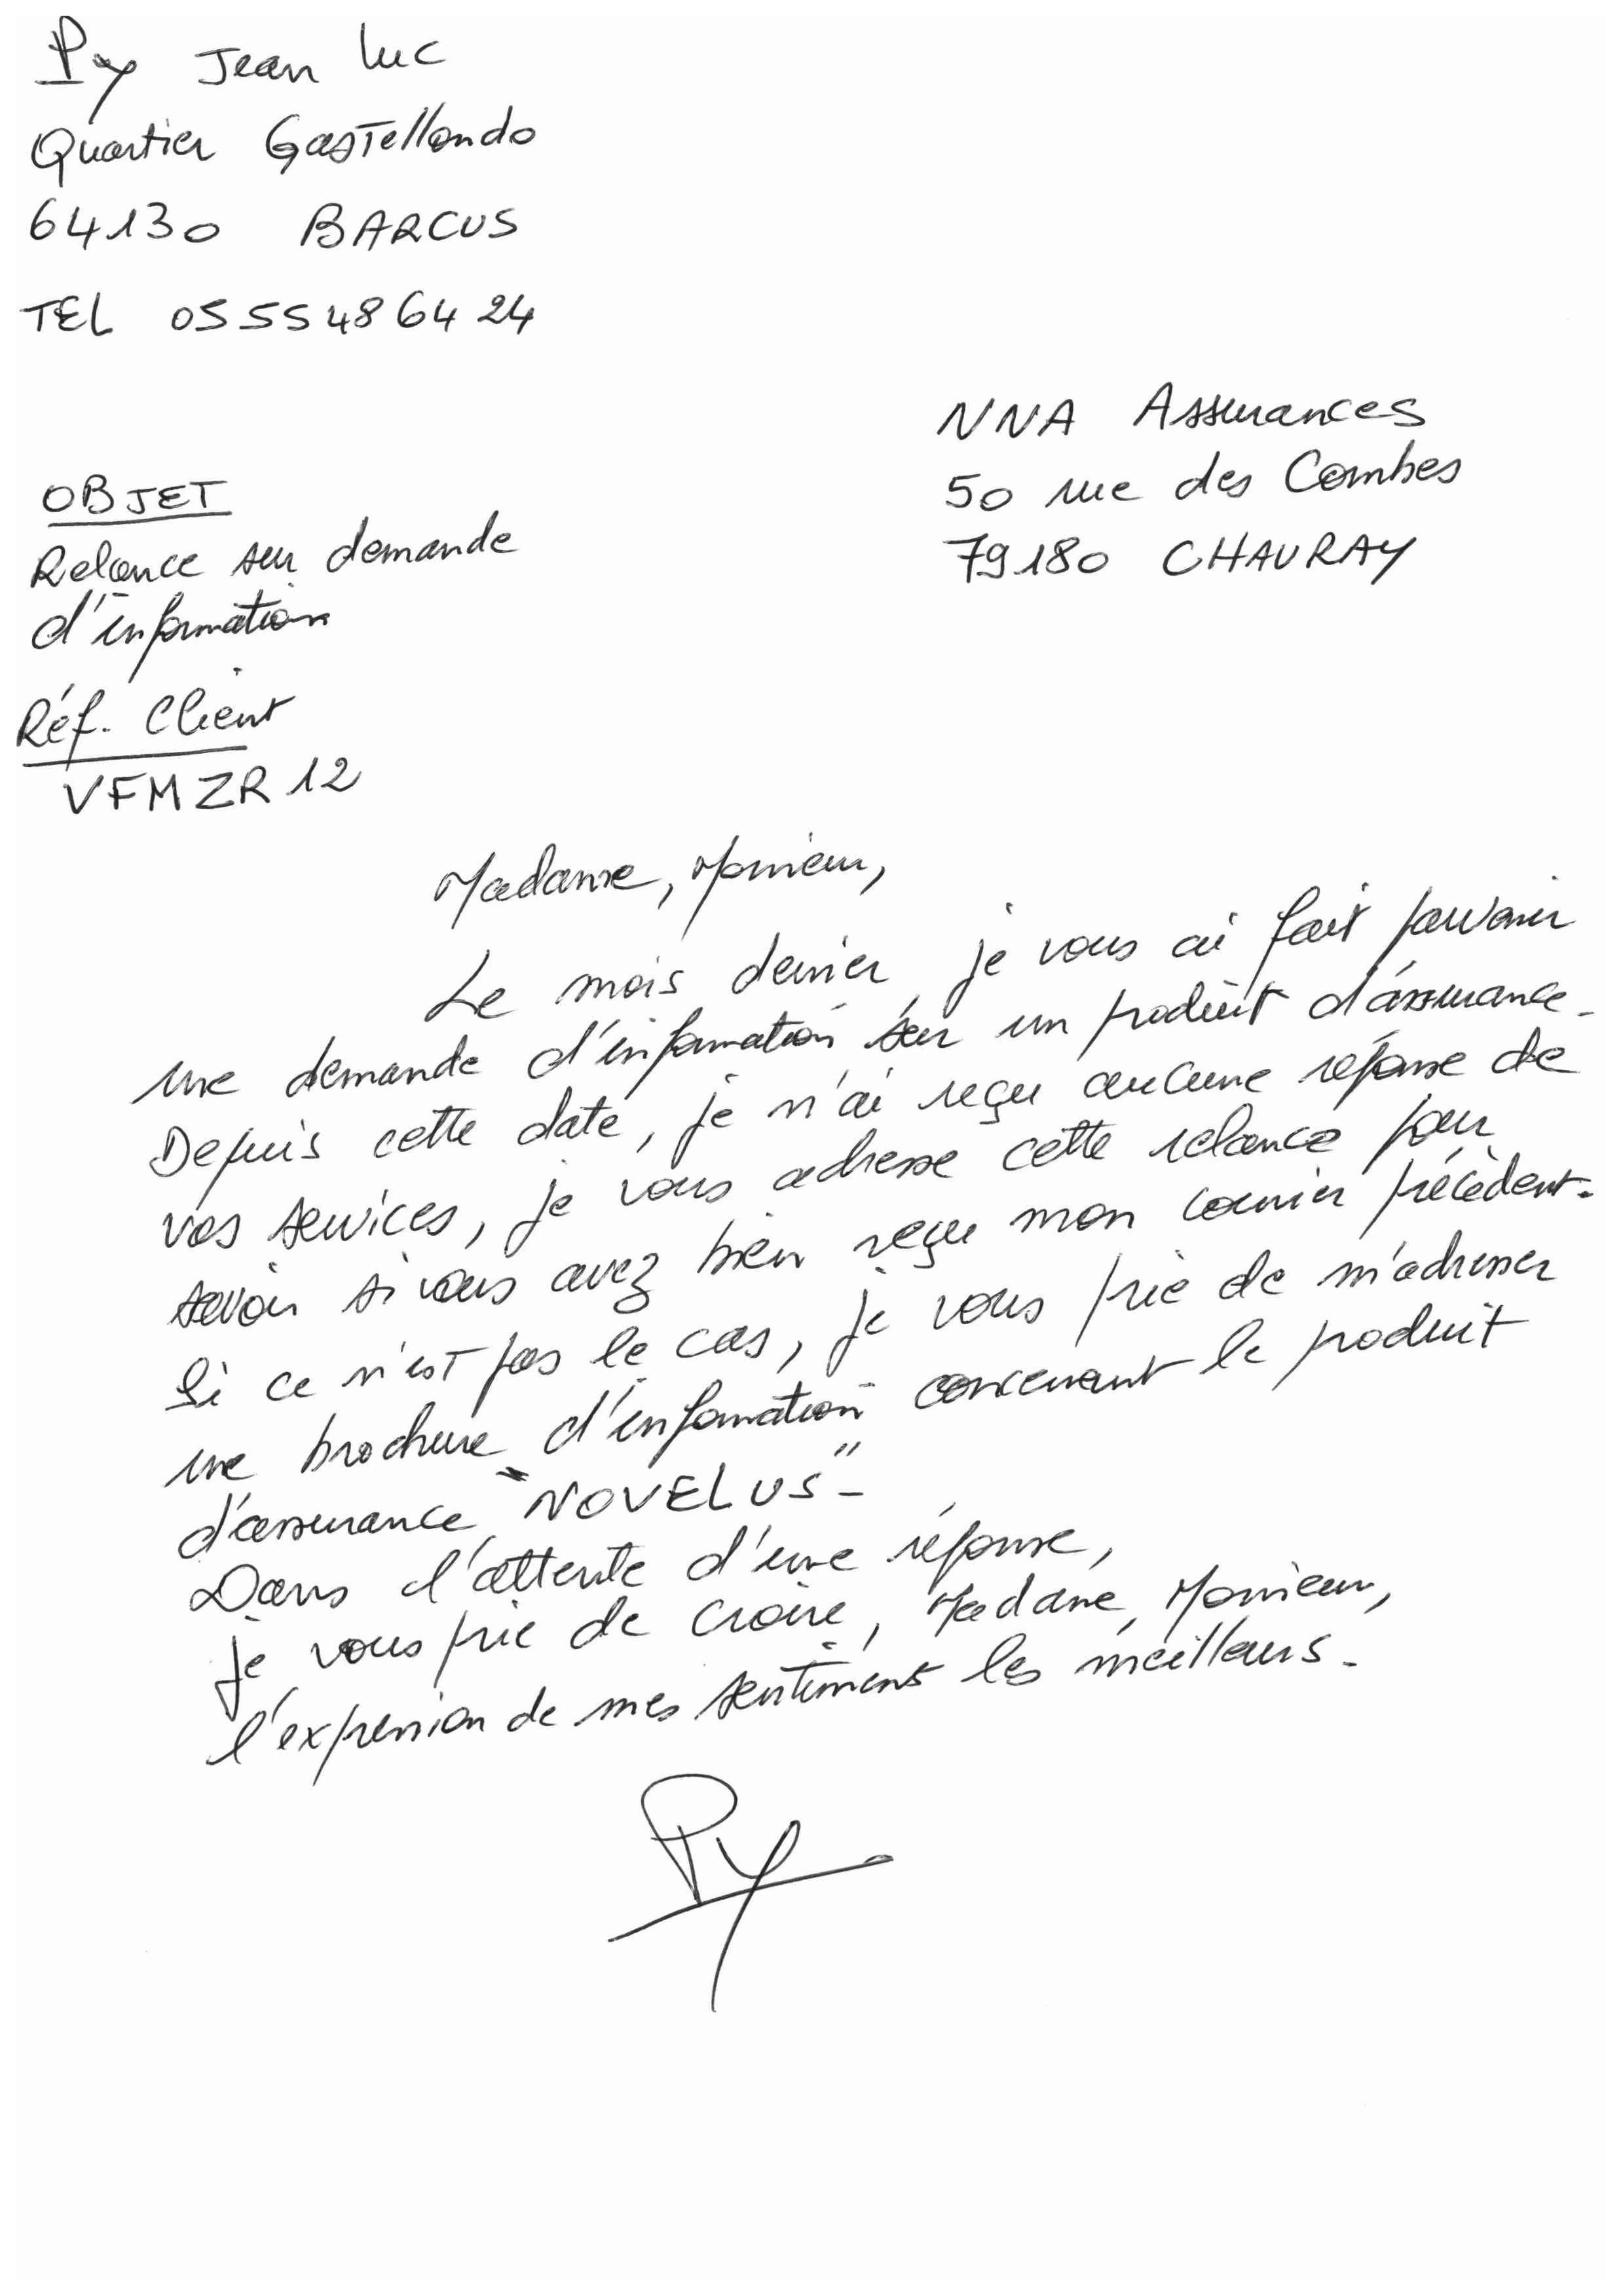 Py Jean Luc
Quartier Gastellondo
64130 BARCUS
TEL 05 55 48 64 24
NNA Assurances
50 rue des Combes
79180 CHAURAY
OBJET
Relance sur demande
d'information
Réf. Client
VFMZR12
Madame, Monsieur,
Le mois dernier, je vous ai fait parvenir
une demande d'information sur un produit d'assurance.
Depuis cette date, je n'ai reçu aucune réponse de
vos services, je vous adresse cette relance pour
savoir si vous avez bien reçu mon courrier précédent.
Si ce n'est pas le cas, je vous prie de m'adresser
une brochure d'information concernant le produit
d'assurance "NOVELUS".
Dans l'attente d'une réponse,
je vous prie de croire, Madame, Monsieur,
l'expression de mes sentiments les meilleurs.
Py